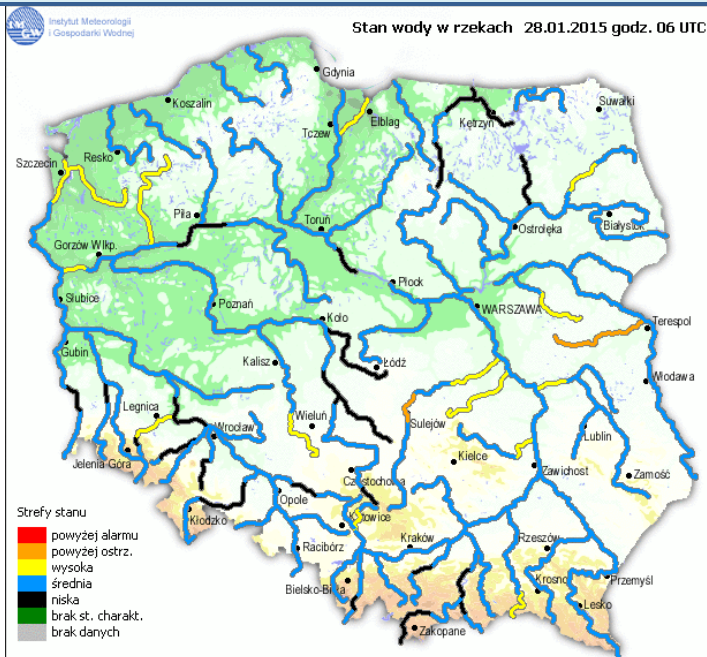 Instytut Meteorologii
i Gospodarki Wodnej
Stan wody w rzekach 28.01.2015 godz. 06 UTC
Gdynia
Koszalin
Suwałki
Elbląg
Kętrzyn
Tczew
Resko
Szczecin
Piła
Toruń
Białystok
Ostrołęka
Gorzów Wlkp.
Płock
Słubice
Poznań
WARSZAWA
Koło
Terespol
Gubin
Kalisz
Łódź
Włodawa
Legnica
Wieluń
Sulejów
Wrocław
Lublin
Kielce
Jelenia Góra
Zawichost
Zamość
Częstochowa
Opole
Kłodzko
Katowice
Racibórz
Kraków
Rzeszów
Bielsko-Biała
Krosno
Przemyśl
Lesko
Zakopane
Strefy stanu
powyżej alarmu
powyżej ostrz.
wysoka
średnia
niska
brak st. charakt.
brak danych